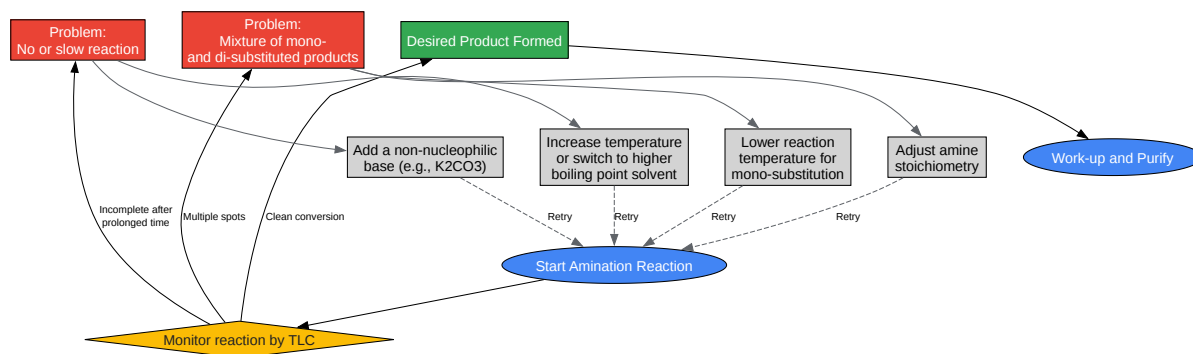 Problem:
No or slow reaction
Problem:
Mixture of mono-
and di-substituted products
Desired Product Formed
Add a non-nucleophilic
base (e.g., K2CO3)
Increase temperature
or switch to higher
boiling point solvent
Lower reaction
temperature for
mono-substitution
Adjust amine
stoichiometry
Work-up and Purify
Incomplete after
prolonged time
Multiple spots
Clean conversion
Retry
Retry
Retry
Retry
Start Amination Reaction
Monitor reaction by TLC